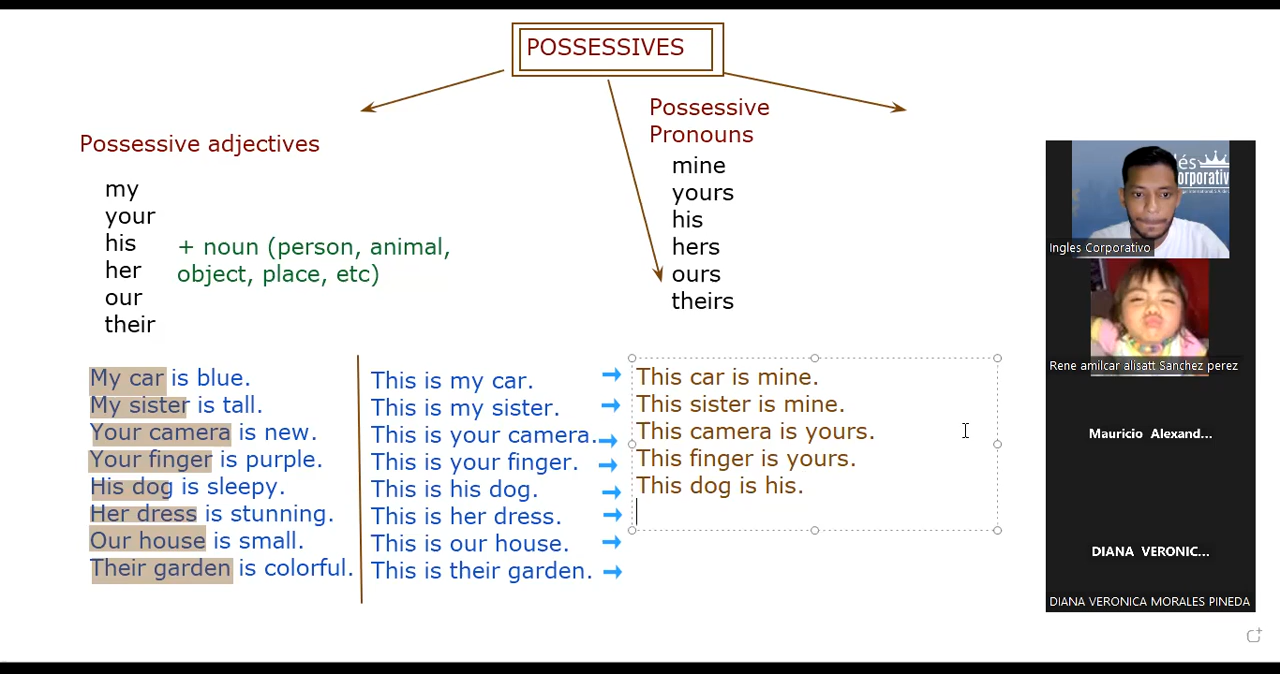 POSSESSIVES
Possessive adjectives
my
your
his
her
our
their
+ noun (person, animal,
object, place, etc)
Possessive
Pronouns
mine
yours
his
hers
ours
theirs
My car is blue.
My sister is tall.
Your camera is new.
Your finger is purple.
His dog is sleepy.
Her dress is stunning.
Our house is small.
Their garden is colorful.
This is my car.
This is my sister.
This is your camera.
This is your finger.
This is his dog.
This is her dress.
This is our house.
This is their garden.
This car is mine.
This sister is mine.
This camera is yours.
This finger is yours.
This dog is his.
Ingles Corporativo
Rene amilcar alisatt Sanchez perez
Mauricio Alexand...
DIANA VERONIC...
DIANA VERONICA MORALES PINEDA